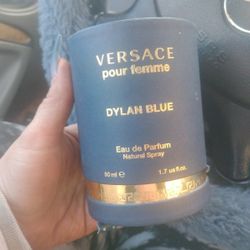 VERSACE
pour femme
DYLAN BLUE
Eau de Parfum
Natural Spray
50 ml e 1.7 us fl.oz.